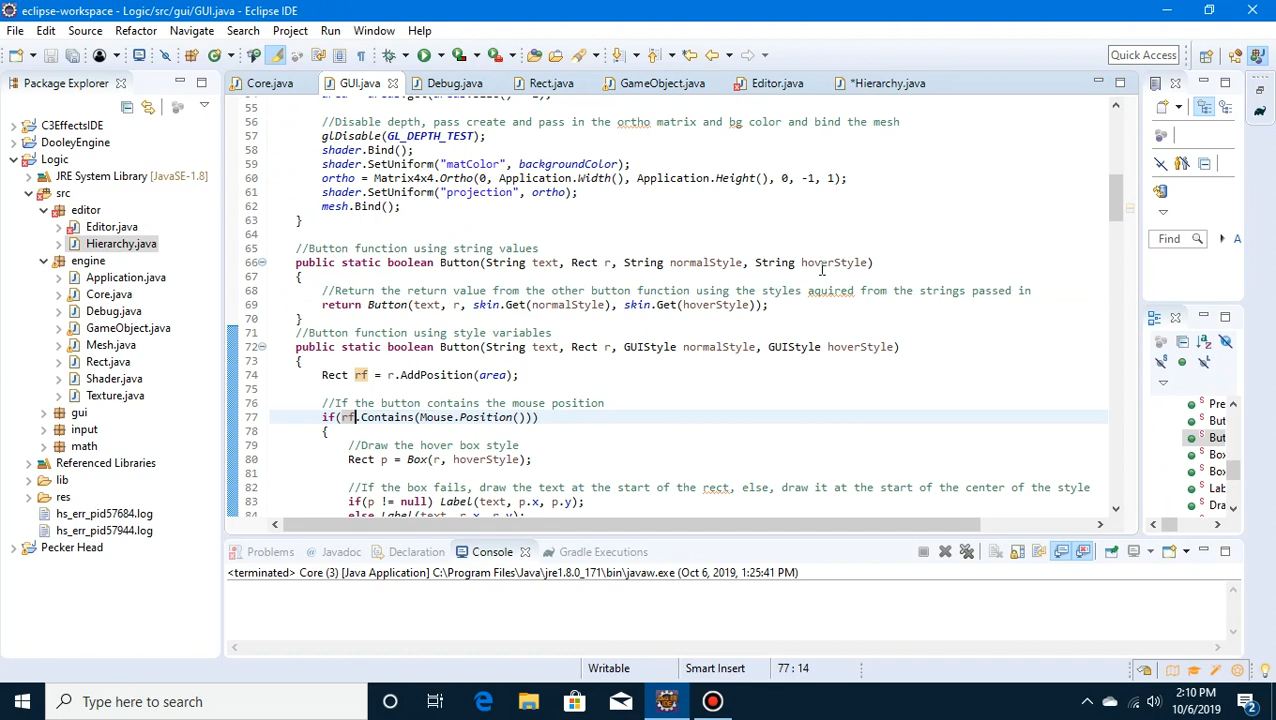 eclipse-workspace - Logic/src/gui/GUI.java - Eclipse IDE
File Edit Source Refactor Navigate Search Project Run Window Help
Quick Access
Package Explorer
Core.java GUI.java Debug.java Rect.java GameObject.java Editor.java *Hierarchy.java
C3EffectsIDE
DooleyEngine
Logic
JRE System Library [JavaSE-1.8]
src
editor
Editor.java
Hierarchy.java
engine
Application.java
Core.java
Debug.java
GameObject.java
Mesh.java
Rect.java
Shader.java
Texture.java
gui
input
math
Referenced Libraries
lib
res
hs_err_pid57684.log
hs_err_pid57944.log
Pecker Head
55
56 //Disable depth, pass create and pass in the ortho matrix and bg color and bind the mesh
57 glDisable(GL_DEPTH_TEST);
58 shader.Bind();
59 shader.SetUniform("matColor", backgroundColor);
60 ortho = Matrix4x4.Ortho(0, Application.Width(), Application.Height(), 0, -1, 1);
61 shader.SetUniform("projection", ortho);
62 mesh.Bind();
63 }
64
65 //Button function using string values
66 public static boolean Button(String text, Rect r, String normalStyle, String hoverStyle)
67 {
68 //Return the return value from the other button function using the styles aquired from the strings passed in
69 return Button(text, r, skin.Get(normalStyle), skin.Get(hoverStyle));
70 }
71 //Button function using style variables
72 public static boolean Button(String text, Rect r, GUIStyle normalStyle, GUIStyle hoverStyle)
73 {
74 Rect rf = r.AddPosition(area);
75
76 //If the button contains the mouse position
77 if(rf.Contains(Mouse.Position()))
78 {
79 //Draw the hover box style
80 Rect p = Box(r, hoverStyle);
81
82 //If the box fails, draw the text at the start of the rect, else, draw it at the start of the center of the style
83 if(p != null) Label(text, p.x, p.y);
84 else Label(text, r.x, r.y);
Find A
Pre
But
But
Box
Box
Lab
Dra
Problems Javadoc Declaration Console Gradle Executions
<terminated> Core (3) [Java Application] C:\Program Files\Java\jre1.8.0_171\bin\javaw.exe (Oct 6, 2019, 1:25:41 PM)
Writable Smart Insert 77 : 14
Type here to search
2:10 PM
10/6/2019
2